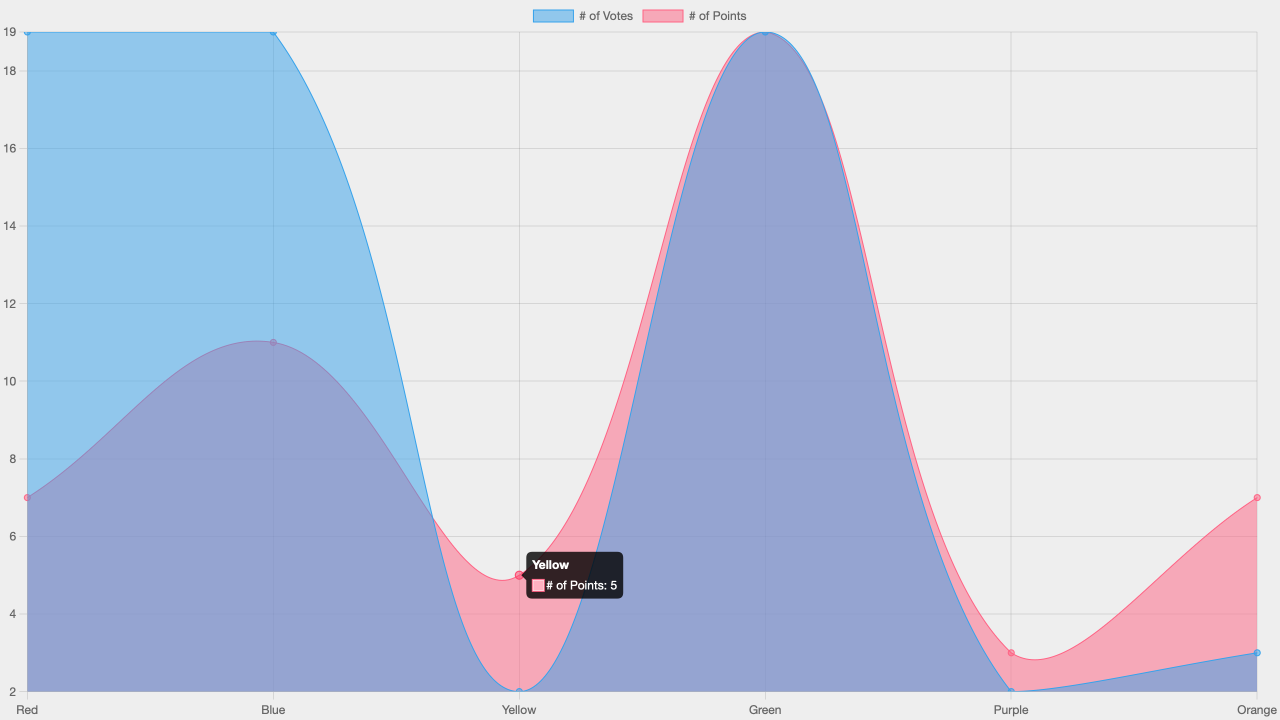 # of Votes # of Points
19
18
16
14
12
10
8
6
4
2
Yellow
# of Points: 5
Red Blue Yellow Green Purple Orange